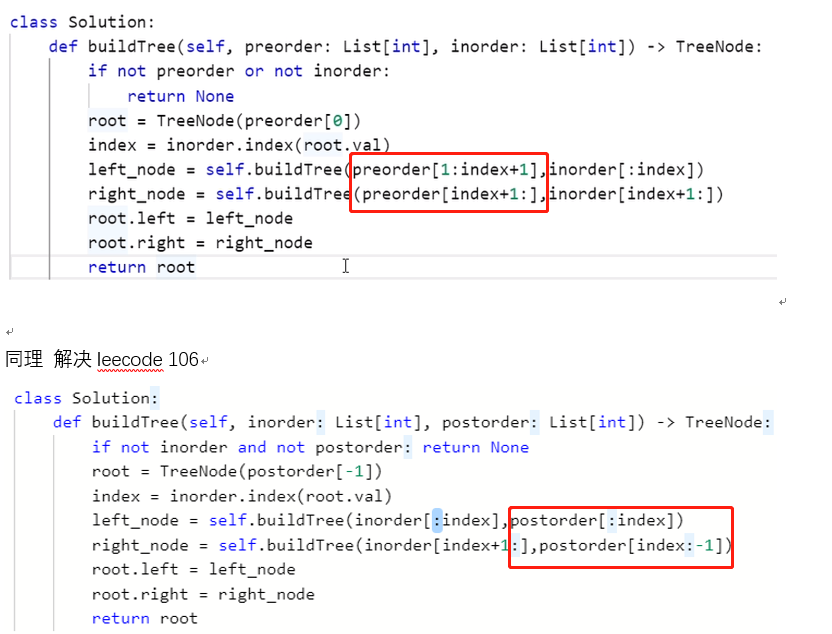 class Solution:
def buildTree(self, preorder: List[int], inorder: List[int]) -> TreeNode:
if not preorder or not inorder:
return None
root = TreeNode(preorder[0])
index = inorder.index(root.val)
left_node = self.buildTree(preorder[1:index+1],inorder[:index])
right_node = self.buildTree(preorder[index+1:],inorder[index+1:])
root.left = left_node
root.right = right_node
return root
同理 解决 leecode 106
class Solution:
def buildTree(self, inorder: List[int], postorder: List[int]) -> TreeNode:
if not inorder and not postorder: return None
root = TreeNode(postorder[-1])
index = inorder.index(root.val)
left_node = self.buildTree(inorder[:index],postorder[:index])
right_node = self.buildTree(inorder[index+1:],postorder[index:-1])
root.left = left_node
root.right = right_node
return root